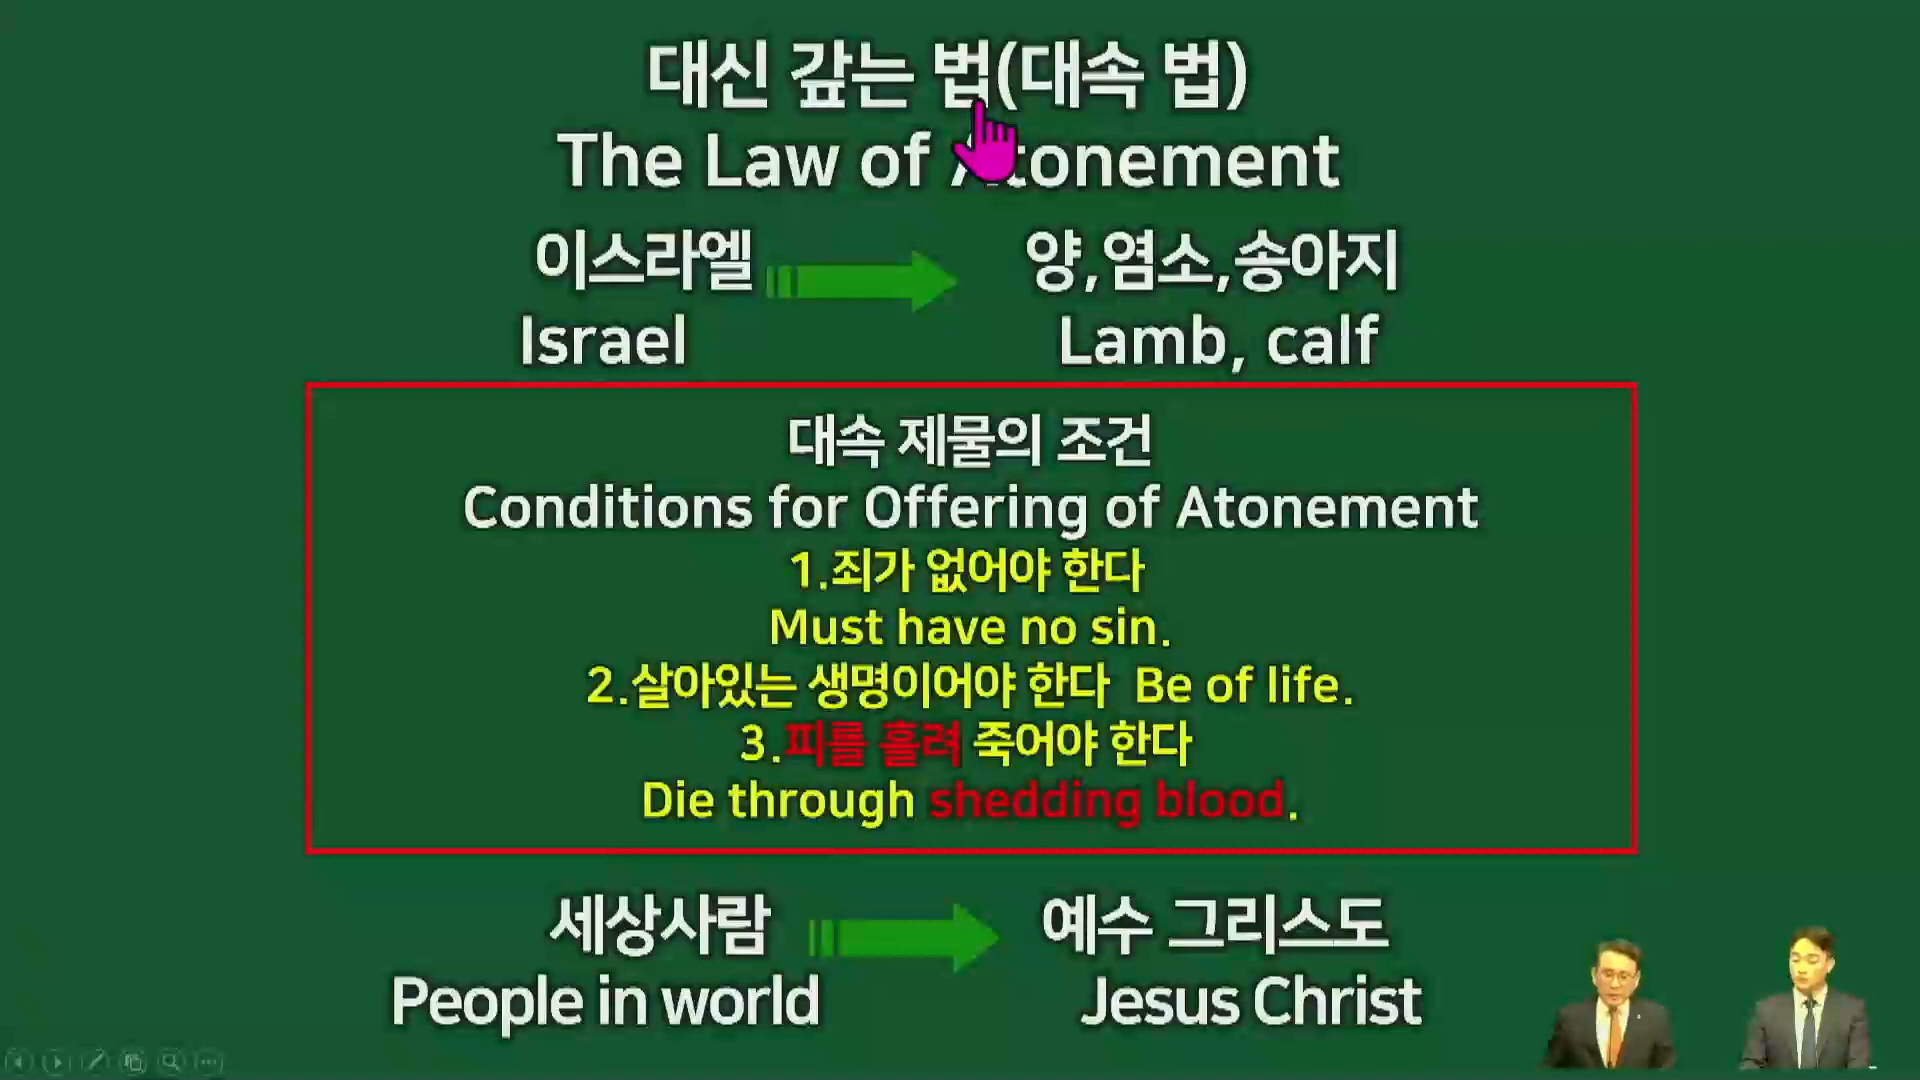 대신 갚는 법(대속 법)
The Law of Atonement
이스라엘 양,염소,송아지
Israel Lamb, calf
대속 제물의 조건
Conditions for Offering of Atonement
1.죄가 없어야 한다
Must have no sin.
2.살아있는 생명이어야 한다 Be of life.
3.피를 흘려 죽어야 한다
Die through shedding blood.
세상사람 예수 그리스도
People in world Jesus Christ